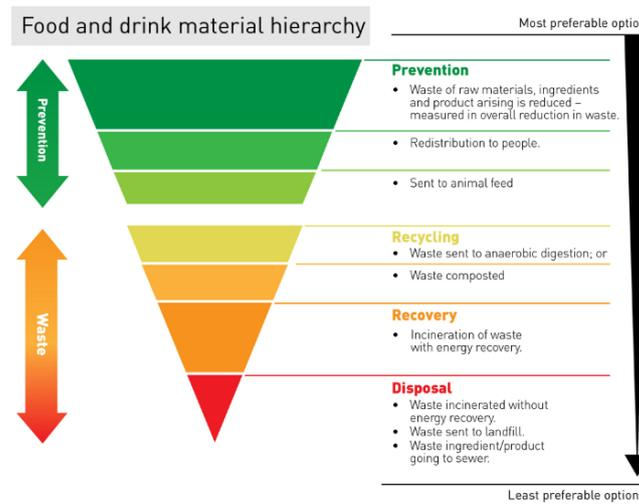 Food and drink material hierarchy
Most preferable optio
Prevention
Prevention
• Waste of raw materials, ingredients
and product arising is reduced –
measured in overall reduction in waste.
• Redistribution to people.
• Sent to animal feed
Waste
Recycling
• Waste sent to anaerobic digestion; or
• Waste composted
Recovery
• Incineration of waste
with energy recovery.
Disposal
• Waste incinerated without
energy recovery.
• Waste sent to landfill.
• Waste ingredient/product
going to sewer.
Least preferable option